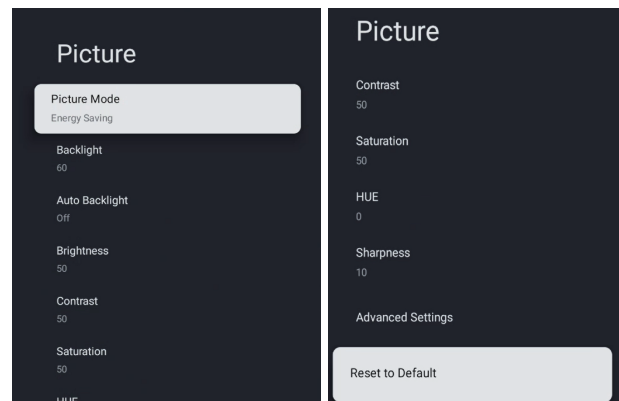 Picture
Picture Mode
Energy Saving
Backlight
60
Auto Backlight
Off
Brightness
50
Contrast
50
Saturation
50
HUE
Picture
Contrast
50
Saturation
50
HUE
0
Sharpness
10
Advanced Settings
Reset to Default